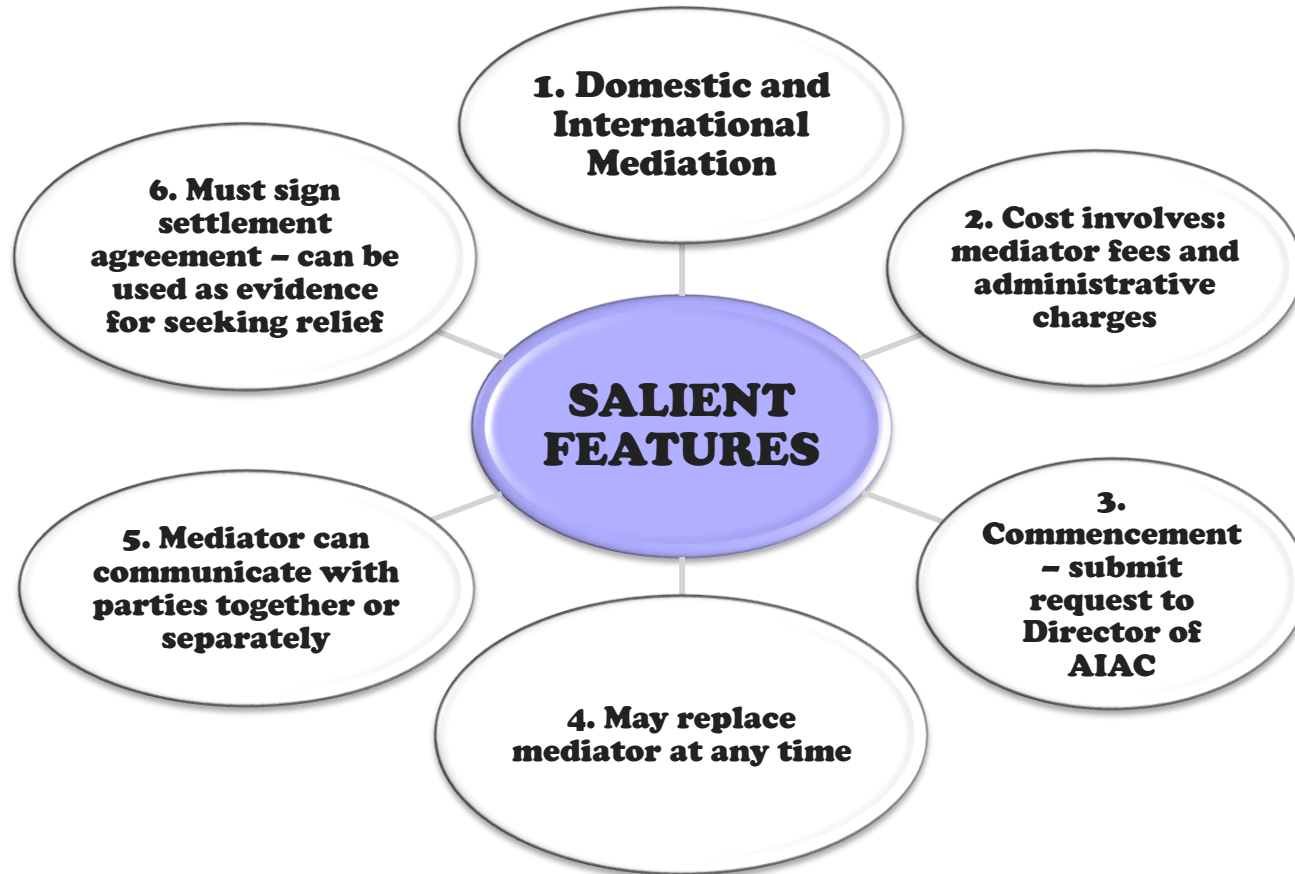 SALIENT
FEATURES
1. Domestic and
International
Mediation
2. Cost involves:
mediator fees and
administrative
charges
3.
Commencement
– submit
request to
Director of
AIAC
4. May replace
mediator at any time
5. Mediator can
communicate with
parties together or
separately
6. Must sign
settlement
agreement – can be
used as evidence
for seeking relief